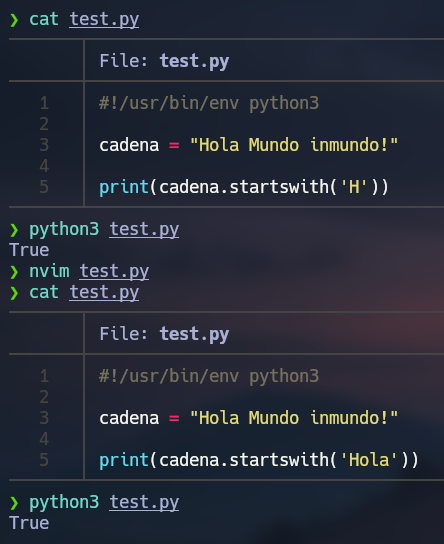 ❯ cat test.py
File: test.py
1 #!/usr/bin/env python3
2
3 cadena = "Hola Mundo inmundo!"
4
5 print(cadena.startswith('H'))
❯ python3 test.py
True
❯ nvim test.py
❯ cat test.py
File: test.py
1 #!/usr/bin/env python3
2
3 cadena = "Hola Mundo inmundo!"
4
5 print(cadena.startswith('Hola'))
❯ python3 test.py
True